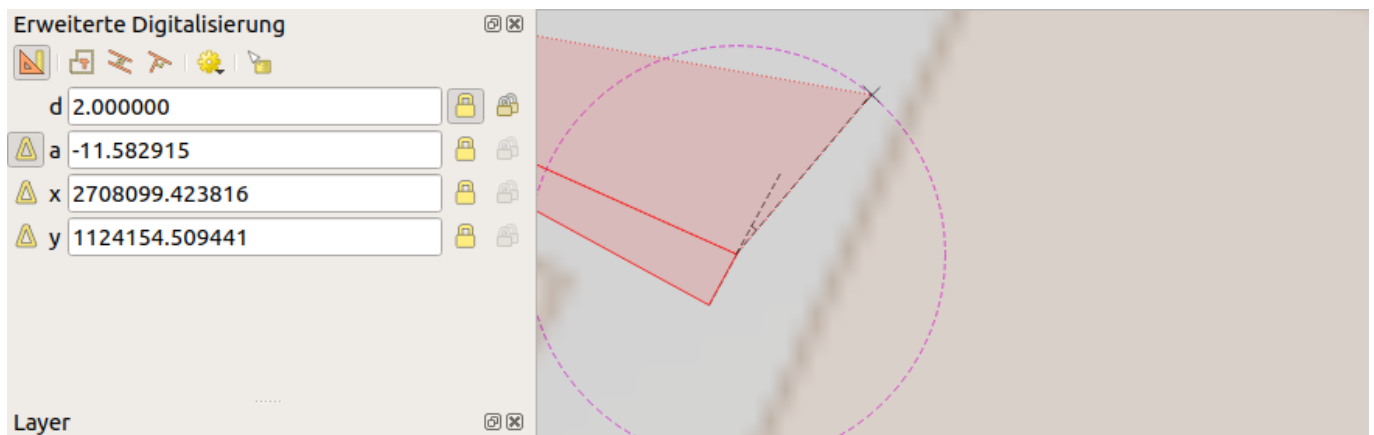 Erweiterte Digitalisierung
d 2.000000
a -11.582915
x 2708099.423816
y 1124154.509441
Layer